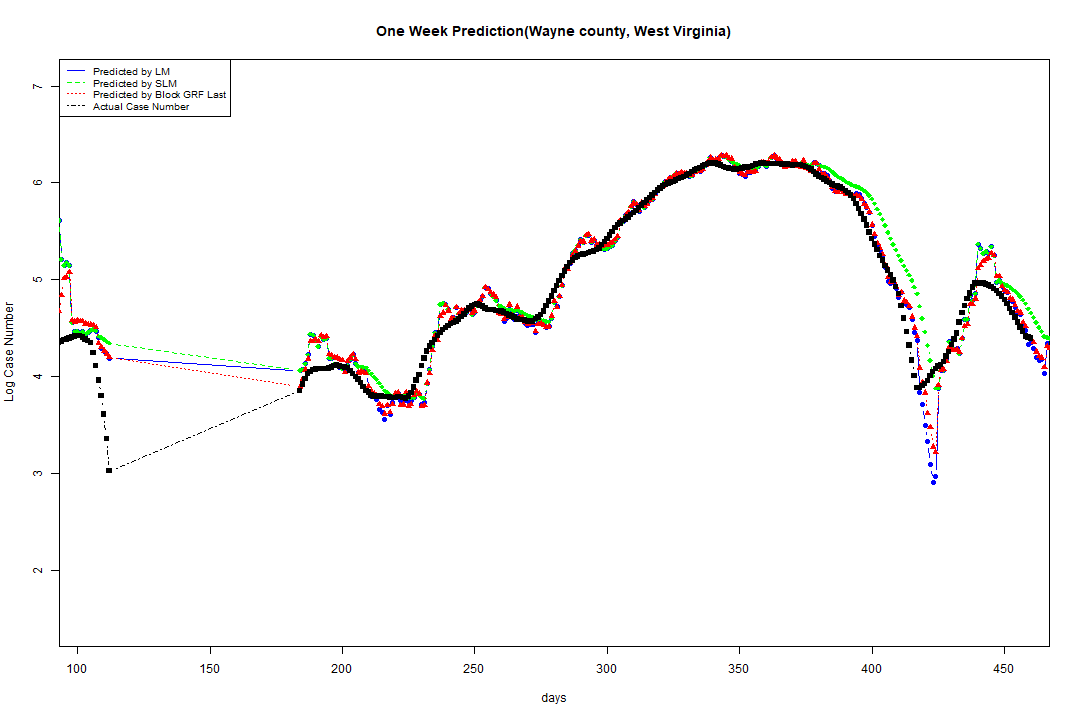 One Week Prediction(Wayne county, West Virginia)
Predicted by LM
Predicted by SLM
Predicted by Block GRF Last
Actual Case Number
Log Case Number
7
6
5
4
3
2
100 150 200 250 300 350 400 450
days